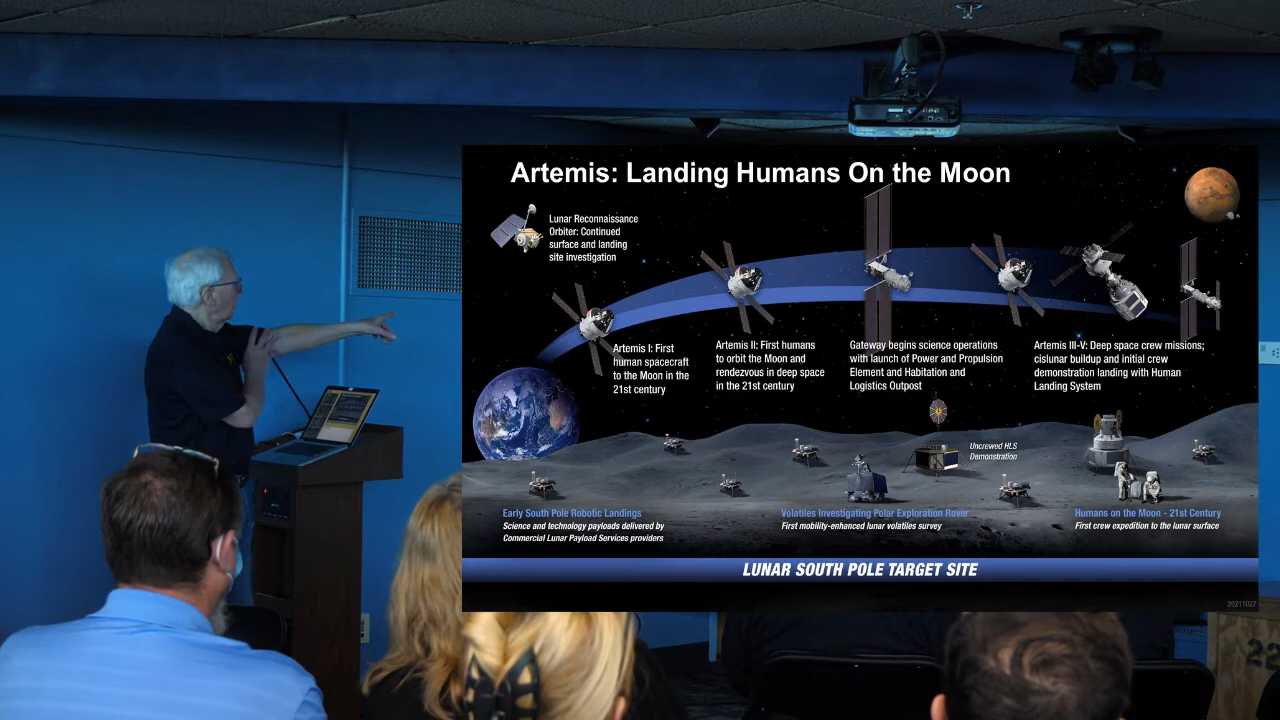 Artemis: Landing Humans On the Moon
Lunar Reconnaissance
Orbiter: Continued
surface and landing
site investigation
Artemis I: First
human spacecraft
to the Moon in the
21st century
Artemis II: First humans
to orbit the Moon and
rendezvous in deep space
in the 21st century
Gateway begins science operations
with launch of Power and Propulsion
Element and Habitation and
Logistics Outpost
Artemis III-V: Deep space crew missions;
cislunar buildup and initial crew
demonstration landing with Human
Landing System
Uncrewed HLS
Demonstration
Early South Pole Robotic Landings
Science and technology payloads delivered by
Commercial Lunar Payload Services providers
Volatiles Investigating Polar Exploration Rover
First mobility-enhanced lunar volatiles survey
Humans on the Moon - 21st Century
First crew expedition to the lunar surface
LUNAR SOUTH POLE TARGET SITE
20211027
22